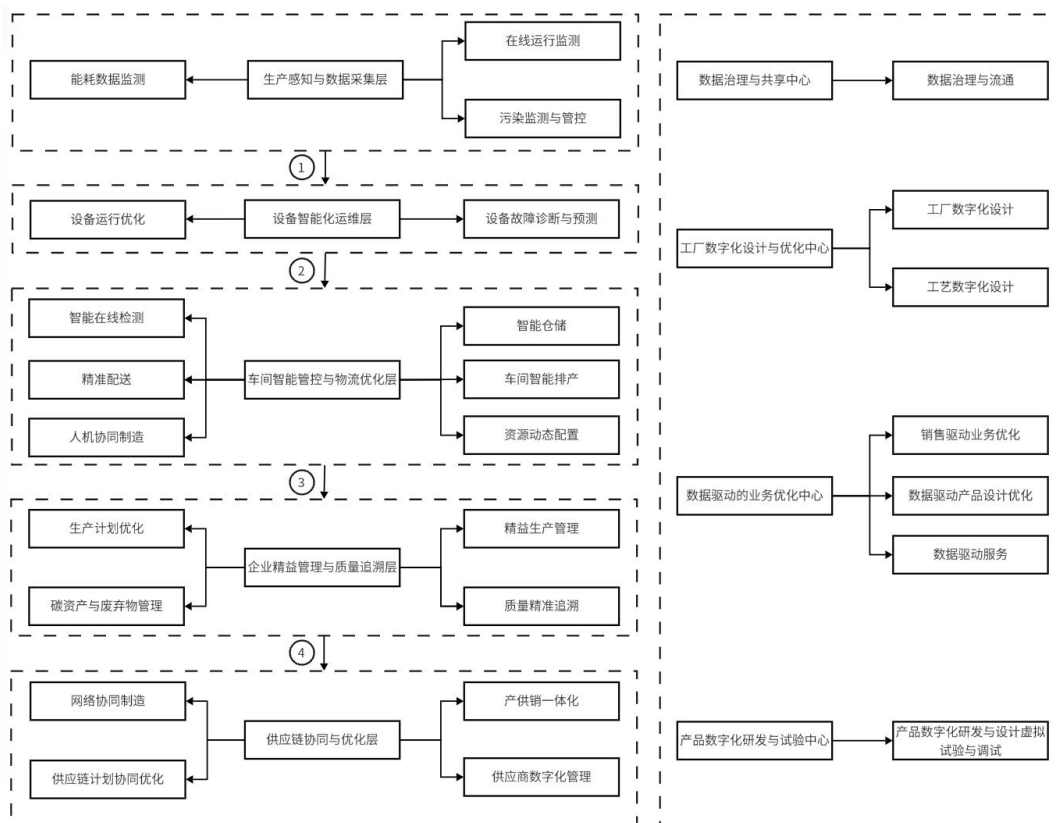 在线运行监测
能耗数据监测
生产感知与数据采集层
污染监测与管控
①
设备运行优化
设备智能化运维层
设备故障诊断与预测
②
智能在线检测
智能仓储
精准配送
车间智能管控与物流优化层
车间智能排产
人机协同制造
资源动态配置
③
生产计划优化
精益生产管理
企业精益管理与质量追溯层
碳资产与废弃物管理
质量精准追溯
④
网络协同制造
产供销一体化
供应链协同与优化层
供应链计划协同优化
供应商数字化管理
数据治理与共享中心
数据治理与流通
工厂数字化设计
工厂数字化设计与优化中心
工艺数字化设计
销售驱动业务优化
数据驱动的业务优化中心
数据驱动产品设计优化
数据驱动服务
产品数字化研发与试验中心
产品数字化研发与设计虚拟
试验与调试